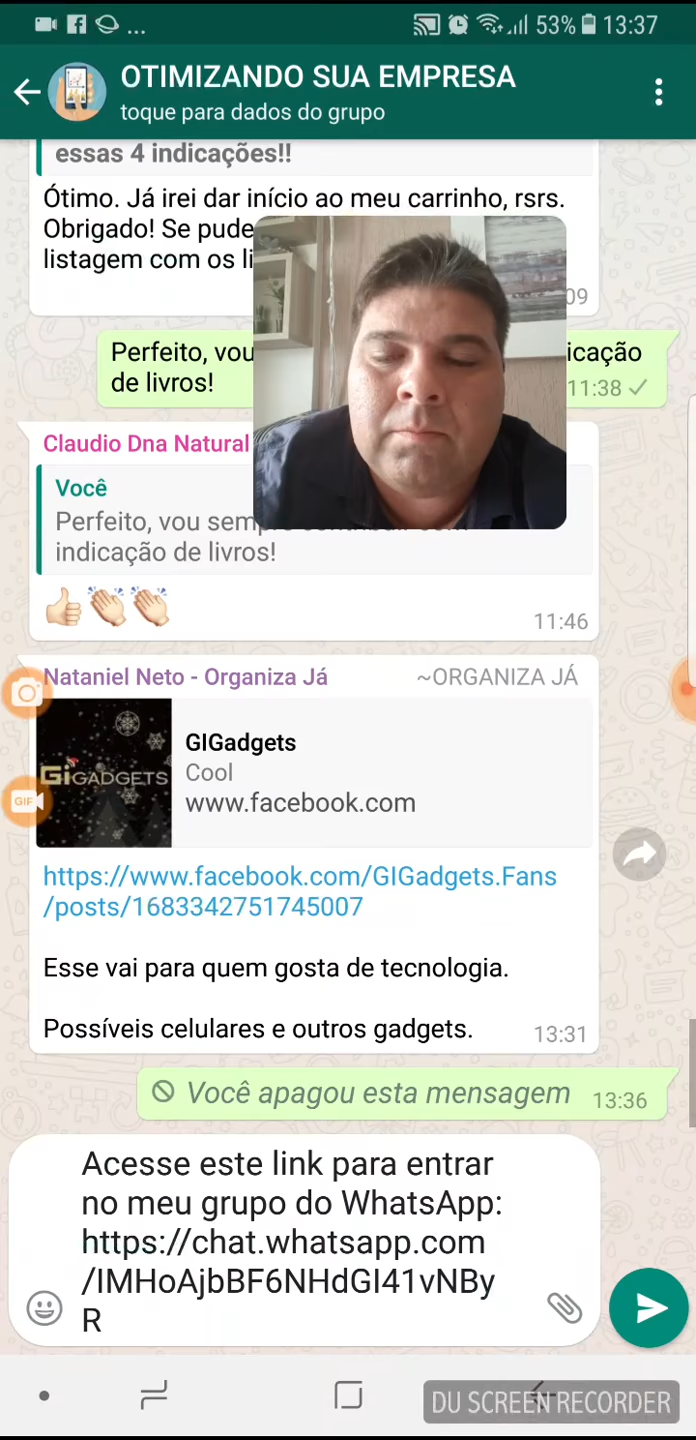 53% 13:37
OTIMIZANDO SUA EMPRESA
toque para dados do grupo
essas 4 indicações!!
Ótimo. Já irei dar início ao meu carrinho, rsrs.
Obrigado! Se pude
listagem com os li
09
Perfeito, vou icação
de livros!
11:38
Claudio Dna Natural
Você
Perfeito, vou
indicação de livros!
11:46
Nataniel Neto - Organiza Já ~ORGANIZA JÁ
GiGADGETS
GIGadgets
Cool
www.facebook.com
GIF
https://www.facebook.com/GIGadgets.Fans
/posts/1683342751745007
Esse vai para quem gosta de tecnologia.
Possíveis celulares e outros gadgets.
13:31
Você apagou esta mensagem 13:36
Acesse este link para entrar
no meu grupo do WhatsApp:
https://chat.whatsapp.com
/IMHoAjbBF6NHdGI41vNBy
R
DU SCREEN RECORDER